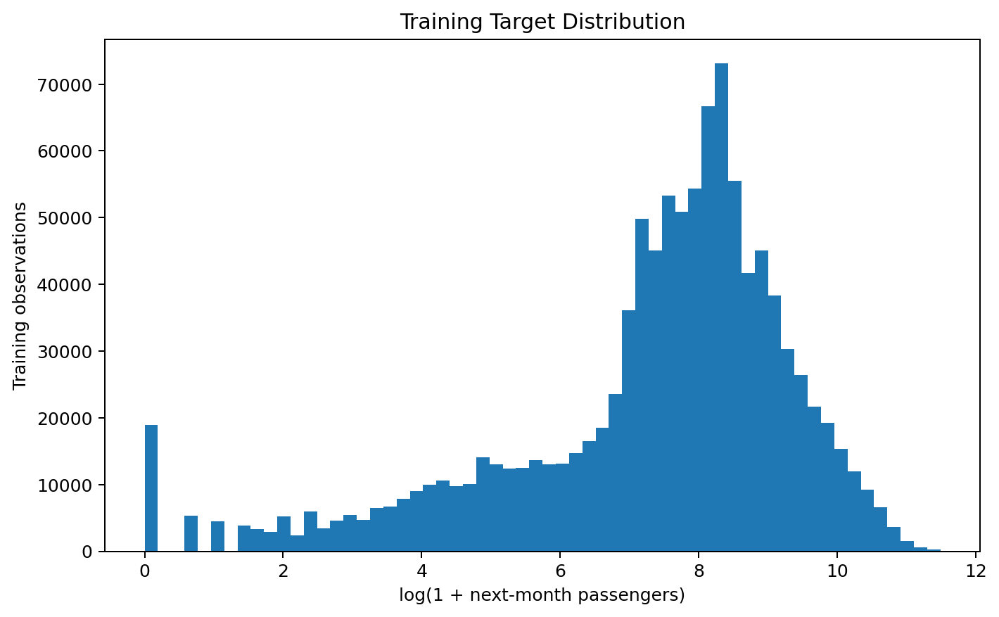 Training Target Distribution
Training observations
70000
60000
50000
40000
30000
20000
10000
0
0 2 4 6 8 10 12
log(1 + next-month passengers)